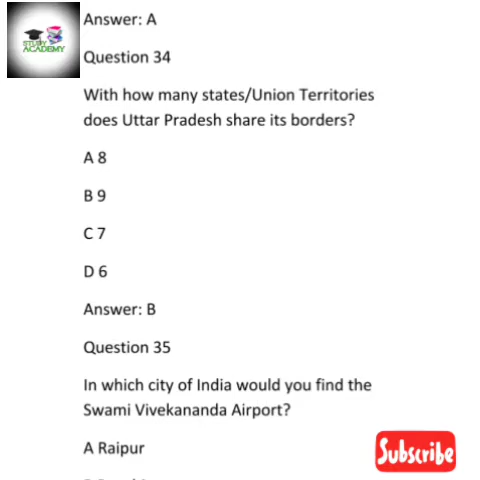 STUDY
ACADEMY
Answer: A
Question 34
With how many states/Union Territories
does Uttar Pradesh share its borders?
A 8
B 9
C 7
D 6
Answer: B
Question 35
In which city of India would you find the
Swami Vivekananda Airport?
A Raipur
Subscribe